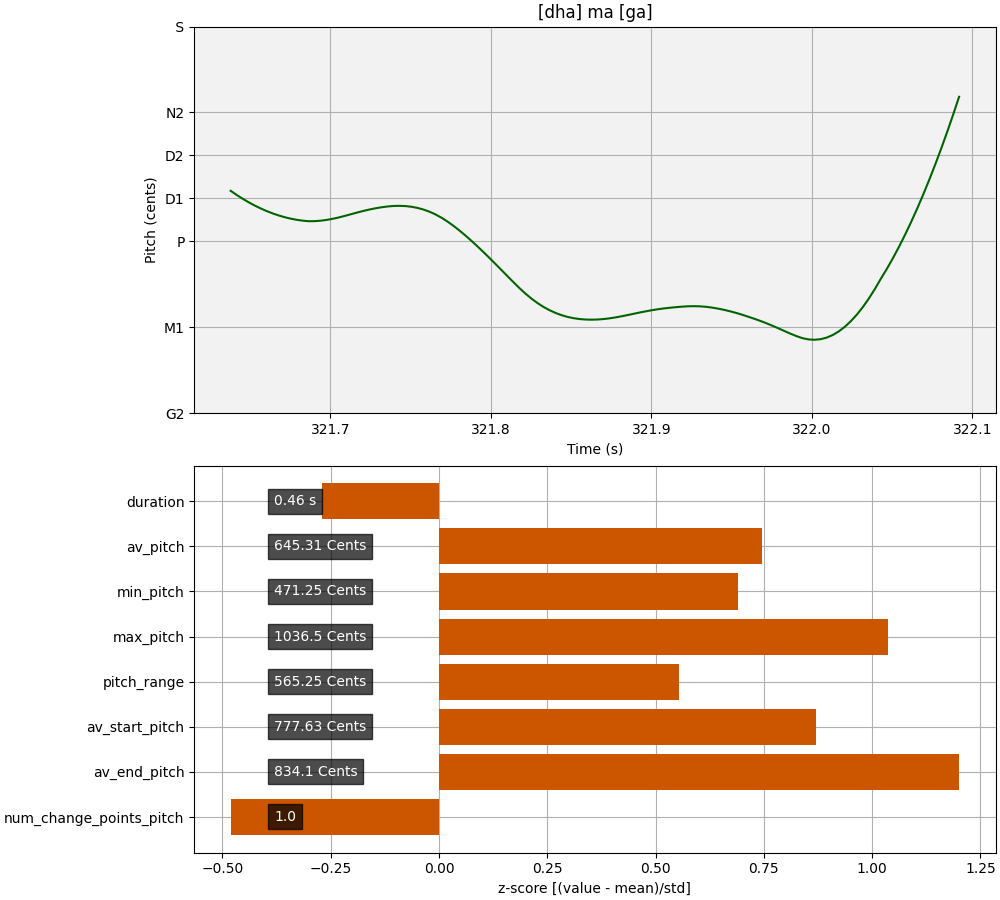 [dha] ma [ga]
S
N2
D2
D1
P
M1
G2
Pitch (cents)
321.7 321.8 321.9 322.0 322.1
Time (s)
duration 0.46 s
av_pitch 645.31 Cents
min_pitch 471.25 Cents
max_pitch 1036.5 Cents
pitch_range 565.25 Cents
av_start_pitch 777.63 Cents
av_end_pitch 834.1 Cents
num_change_points_pitch 1.0
−0.50 −0.25 0.00 0.25 0.50 0.75 1.00 1.25
z-score [(value - mean)/std]